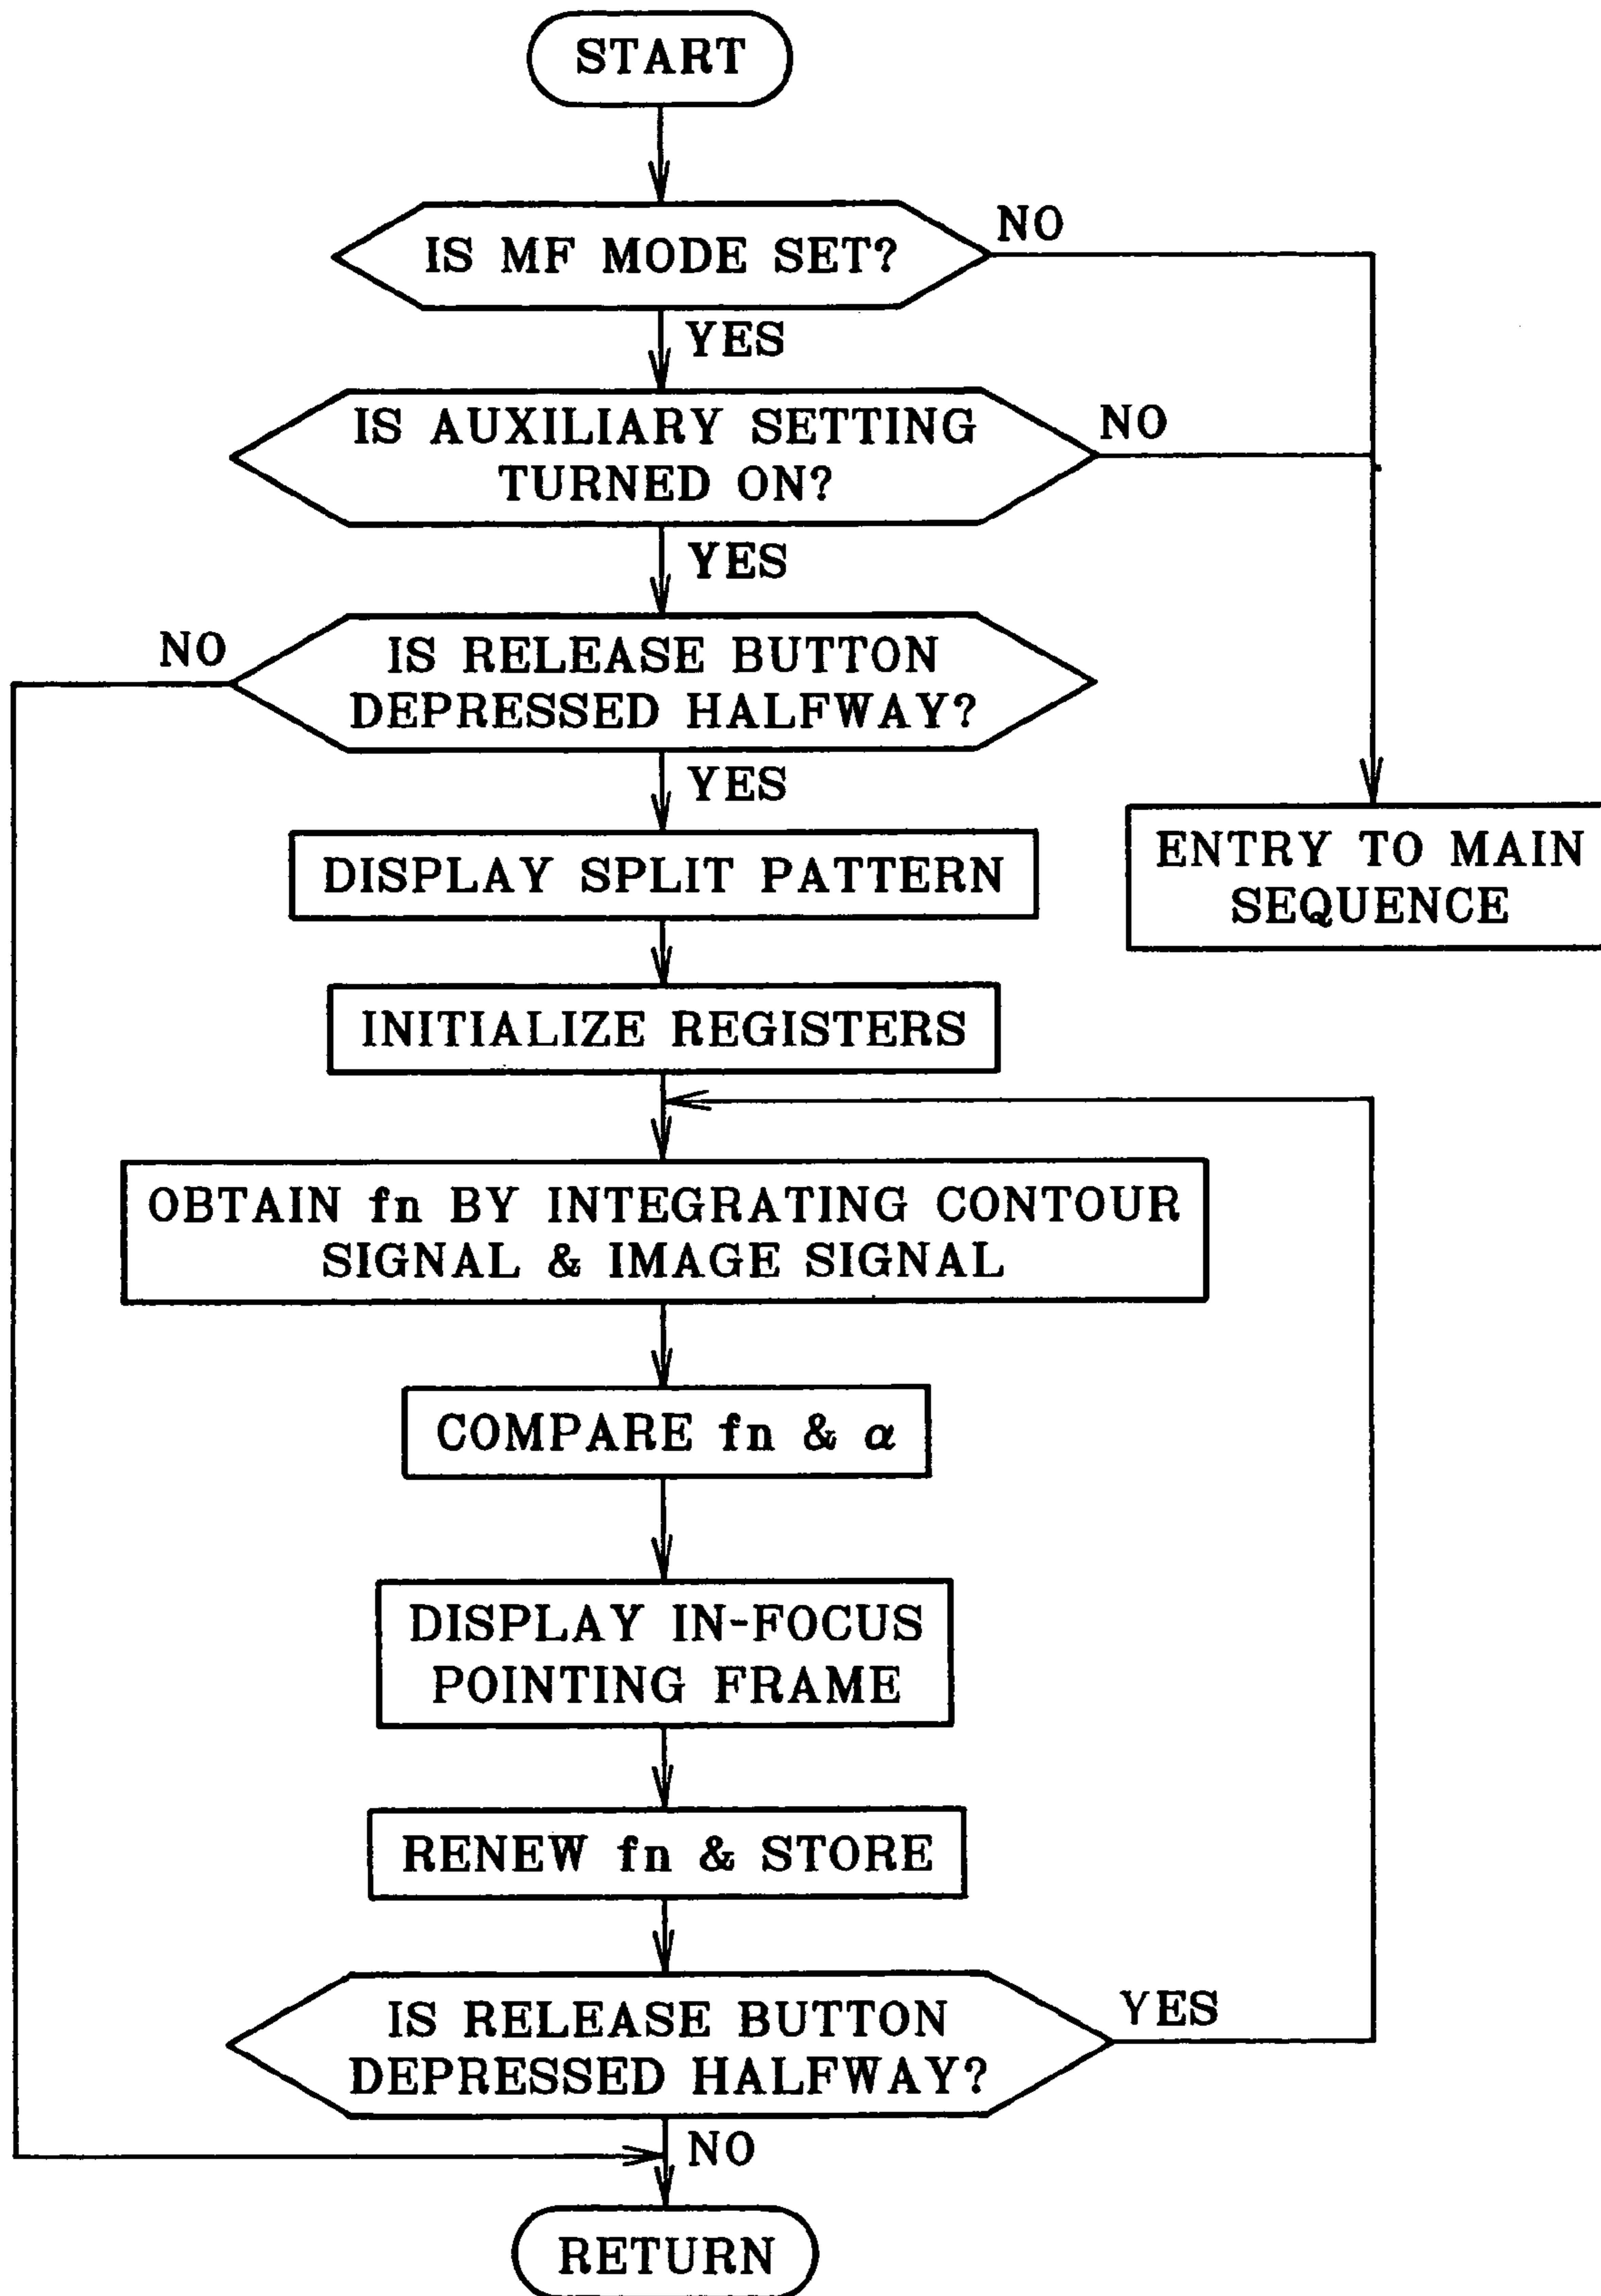 START
IS MF MODE SET?
NO
YES
IS AUXILIARY SETTING
TURNED ON?
NO
YES
NO
IS RELEASE BUTTON
DEPRESSED HALFWAY?
YES
DISPLAY SPLIT PATTERN
ENTRY TO MAIN
SEQUENCE
INITIALIZE REGISTERS
OBTAIN fn BY INTEGRATING CONTOUR
SIGNAL & IMAGE SIGNAL
COMPARE fn & α
DISPLAY IN-FOCUS
POINTING FRAME
RENEW fn & STORE
IS RELEASE BUTTON
DEPRESSED HALFWAY?
YES
NO
RETURN